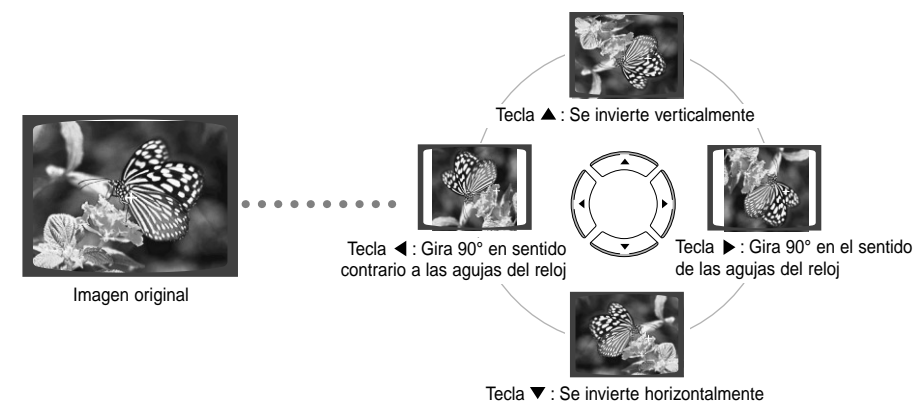 Tecla ▲ : Se invierte verticalmente
Tecla ◀ : Gira 90° en sentido
contrario a las agujas del reloj
Tecla ▶ : Gira 90° en el sentido
de las agujas del reloj
Imagen original
Tecla ▼ : Se invierte horizontalmente